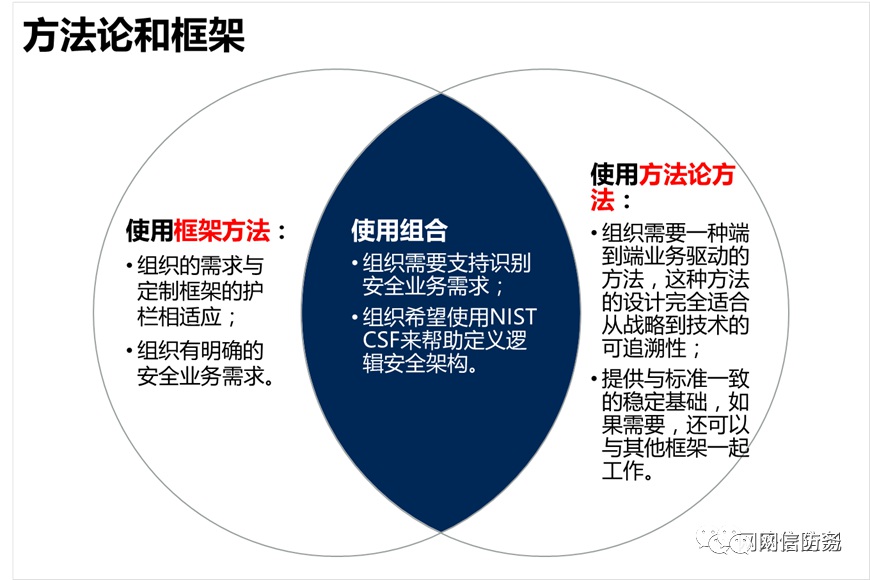 方法论和框架
使用框架方法：
•组织的需求与
定制框架的护
栏相适应；
•组织有明确的
安全业务需求。
使用组合
•组织需要支持识别
安全业务需求；
•组织希望使用NIST
CSF来帮助定义逻
辑安全架构。
使用方法论方
法：
•组织需要一种端
到端业务驱动的
方法，这种方法
的设计完全适合
从战略到技术的
可追溯性；
•提供与标准一致
的稳定基础，如
果需要，还可以
与其他框架一起
工作。